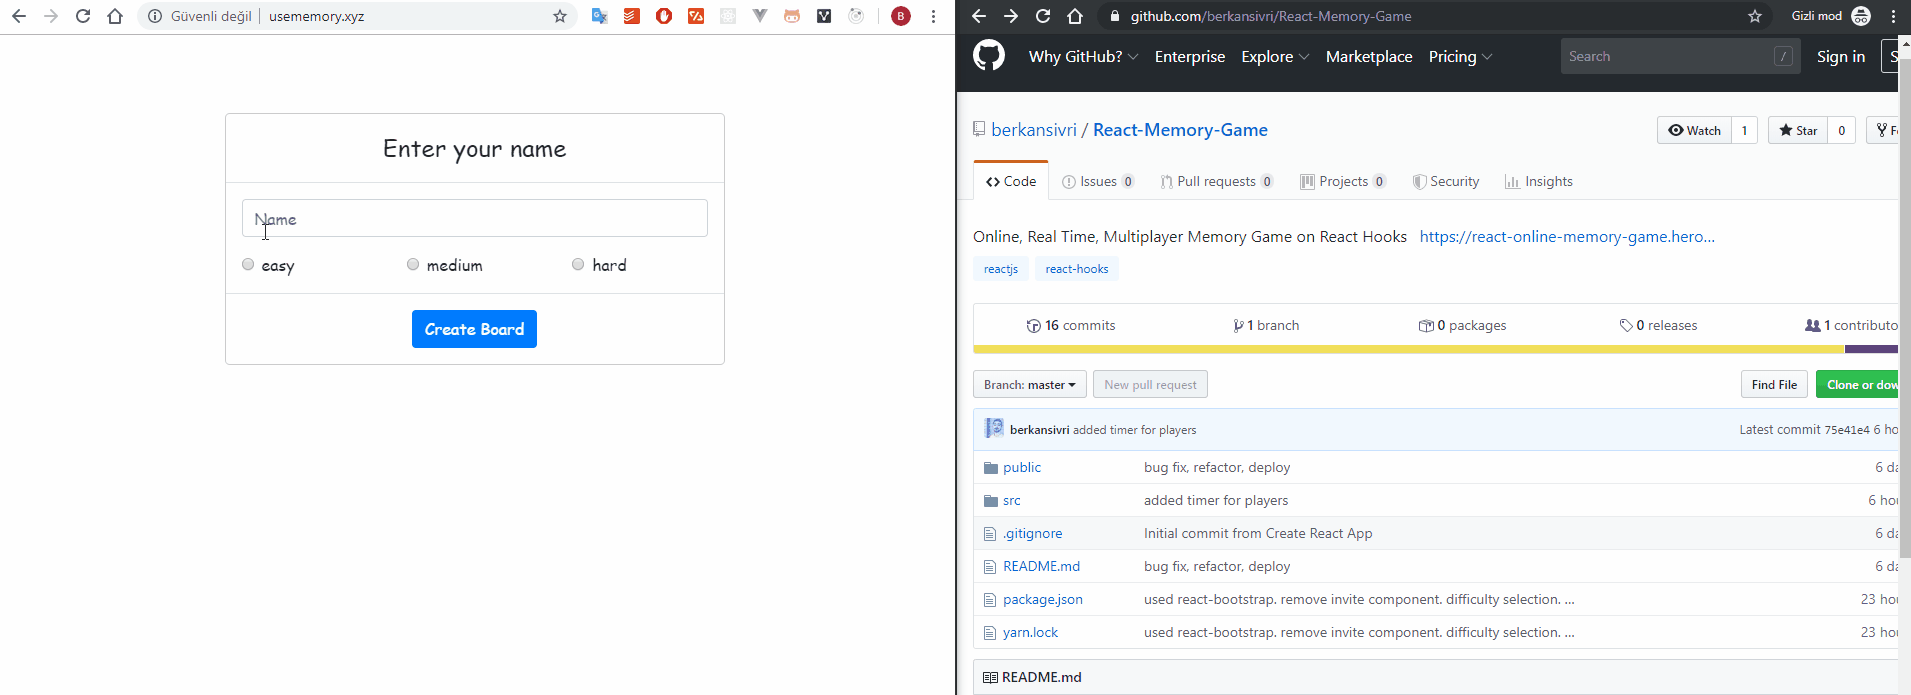 Güvenli değil | usememory.xyz
B
Enter your name
Name
easy medium hard
Create Board
github.com/berkansivri/React-Memory-Game
Gizli mod
Why GitHub? Enterprise Explore Marketplace Pricing
Search /
Sign in
S
berkansivri / React-Memory-Game
Watch 1 Star 0 F
Code Issues 0 Pull requests 0 Projects 0 Security Insights
Online, Real Time, Multiplayer Memory Game on React Hooks https://react-online-memory-game.hero...
reactjs react-hooks
16 commits 1 branch 0 packages 0 releases 1 contributo
Branch: master New pull request Find File Clone or dow
berkansivri added timer for players Latest commit 75e41e4 6 ho
public bug fix, refactor, deploy 6 da
src added timer for players 6 hou
.gitignore Initial commit from Create React App 6 da
README.md bug fix, refactor, deploy 6 da
package.json used react-bootstrap. remove invite component. difficulty selection. ... 23 hou
yarn.lock used react-bootstrap. remove invite component. difficulty selection. ... 23 hou
README.md